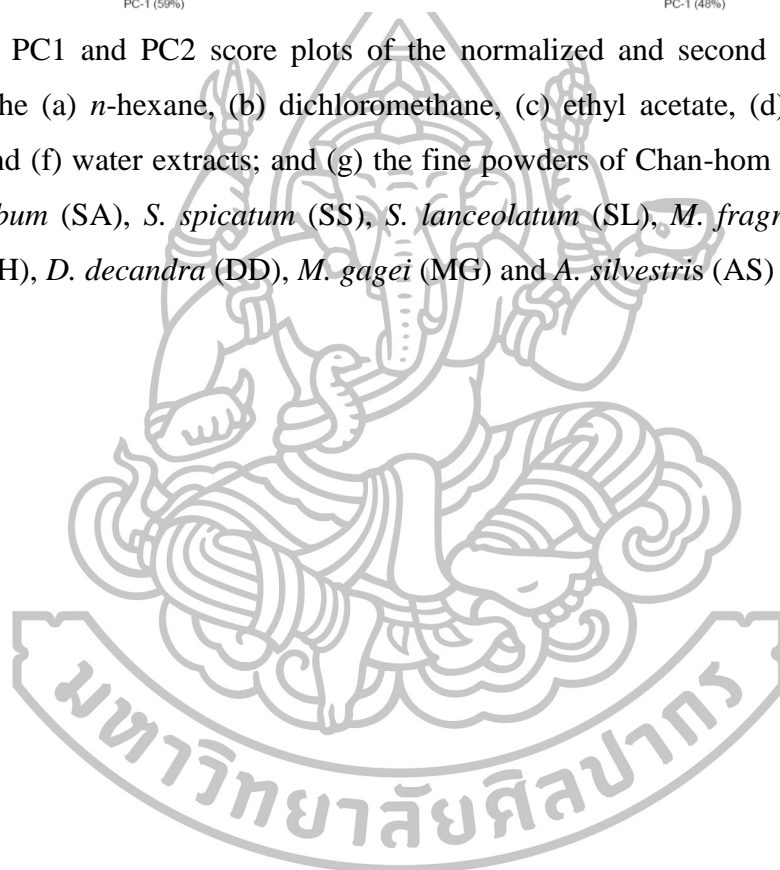 PC-1 (59%) PC-1 (48%)
PC1 and PC2 score plots of the normalized and second
he (a) n-hexane, (b) dichloromethane, (c) ethyl acetate, (d)
nd (f) water extracts; and (g) the fine powders of Chan-hom
bum (SA), S. spicatum (SS), S. lanceolatum (SL), M. fragr
H), D. decandra (DD), M. gagei (MG) and A. silvestris (AS)
มหาวิทยาลัยศิลปากร